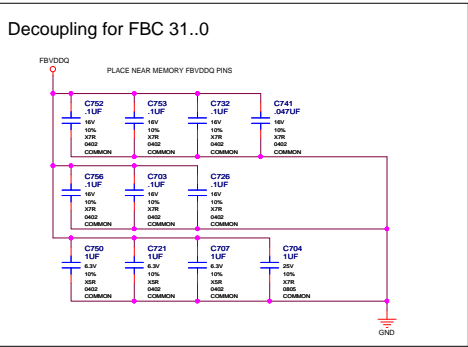 Decoupling for FBC 31..0
FBVDDQ
PLACE NEAR MEMORY FBVDDQ PINS
C752
.1UF
16V
10%
X7R
0402
COMMON
C753
.1UF
16V
10%
X7R
0402
COMMON
C732
.1UF
16V
10%
X7R
0402
COMMON
C741
.047UF
16V
10%
X7R
0402
COMMON
C756
.1UF
16V
10%
X7R
0402
COMMON
C703
.1UF
16V
10%
X7R
0402
COMMON
C726
.1UF
16V
10%
X7R
0402
COMMON
C750
1UF
6.3V
10%
X5R
0402
COMMON
C721
1UF
6.3V
10%
X5R
0402
COMMON
C707
1UF
6.3V
10%
X5R
0402
COMMON
C704
1UF
25V
10%
X7R
0805
COMMON
GND